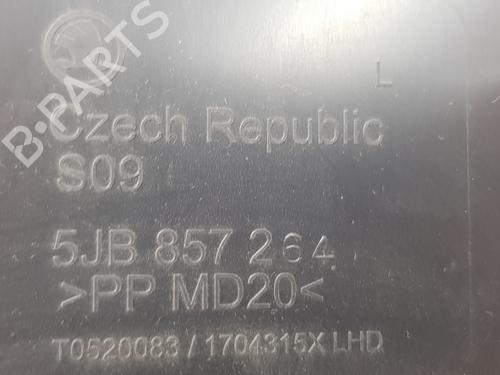 L
B-PARTS
Czech Republic
S09
5JB 857 264
>PP MD20<
T0520083 / 1704315X LHD